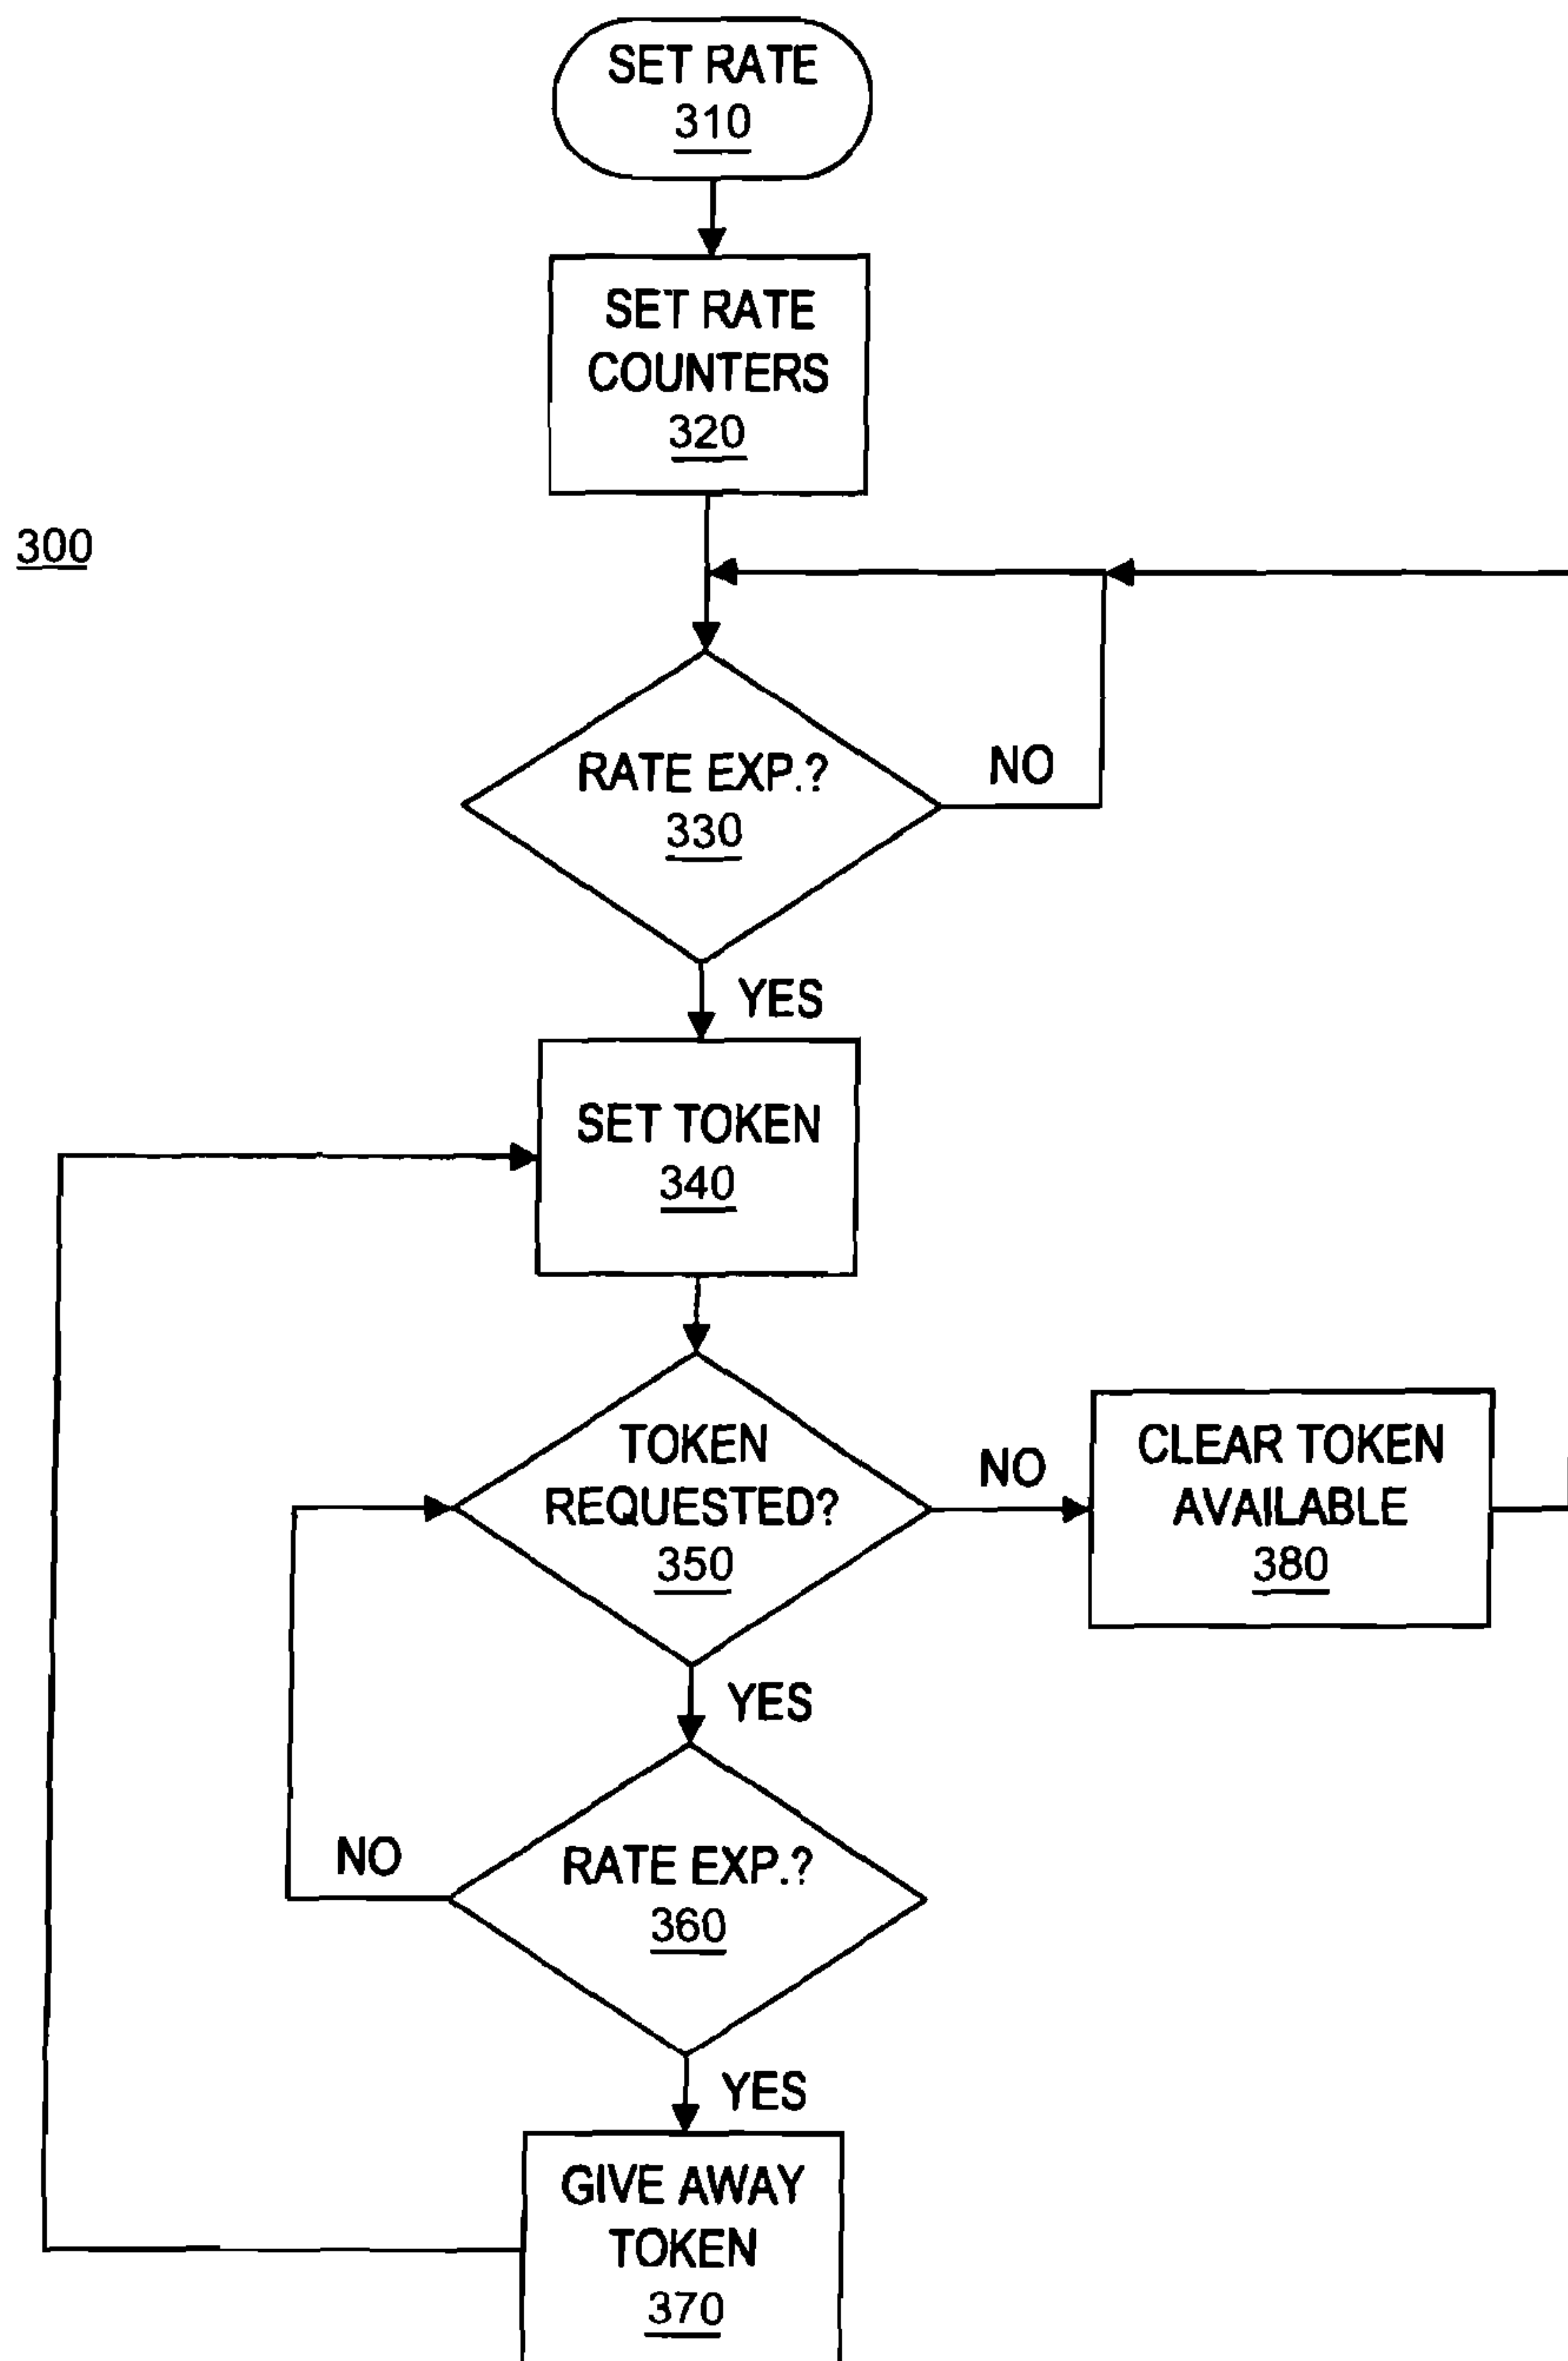 SET RATE
310
SET RATE
COUNTERS
320
300
RATE EXP.?
330
NO
YES
SET TOKEN
340
TOKEN
REQUESTED?
350
NO
CLEAR TOKEN
AVAILABLE
380
YES
RATE EXP.?
360
NO
YES
GIVE AWAY
TOKEN
370